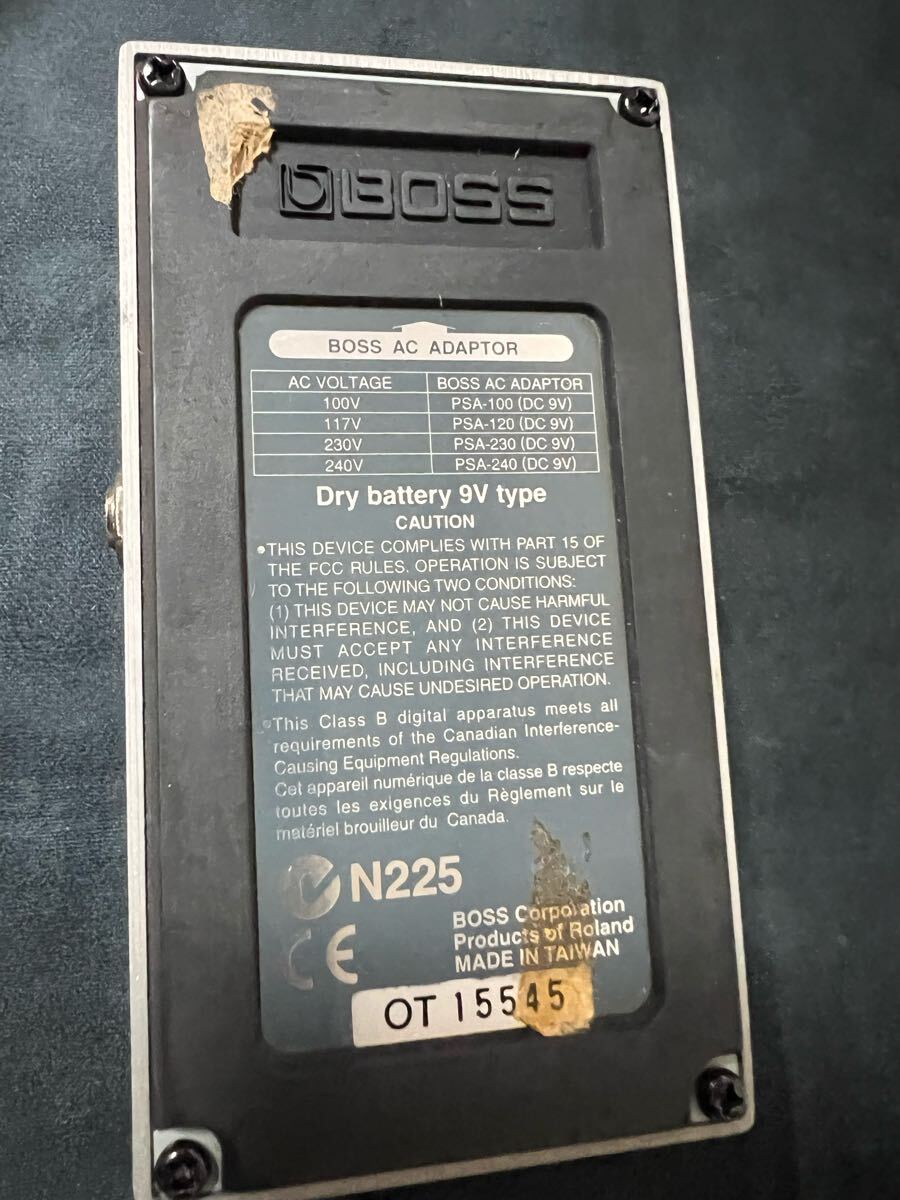 BOSS
BOSS AC ADAPTOR
AC VOLTAGE BOSS AC ADAPTOR
100V PSA-100 (DC 9V)
117V PSA-120 (DC 9V)
230V PSA-230 (DC 9V)
240V PSA-240 (DC 9V)
Dry battery 9V type
CAUTION
•THIS DEVICE COMPLIES WITH PART 15 OF
THE FCC RULES. OPERATION IS SUBJECT
TO THE FOLLOWING TWO CONDITIONS:
(1) THIS DEVICE MAY NOT CAUSE HARMFUL
INTERFERENCE, AND (2) THIS DEVICE
MUST ACCEPT ANY INTERFERENCE
RECEIVED, INCLUDING INTERFERENCE
THAT MAY CAUSE UNDESIRED OPERATION.
•This Class B digital apparatus meets all
requirements of the Canadian Interference-
Causing Equipment Regulations.
Cet appareil numérique de la classe B respecte
toutes les exigences du Règlement sur le
matériel brouilleur du Canada.
N225
CE
BOSS Corporation
Products of Roland
MADE IN TAIWAN
OT 15545